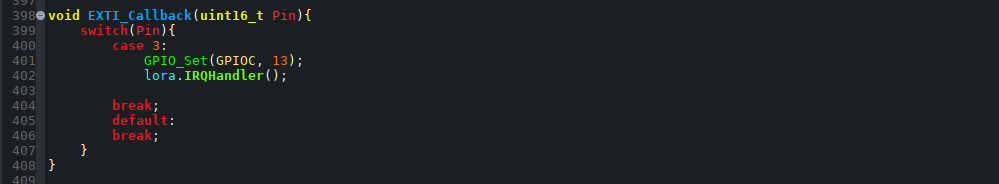 397
398 void EXTI_Callback(uint16_t Pin){
399     switch(Pin){
400         case 3:
401             GPIO_Set(GPIOC, 13);
402             lora.IRQHandler();
403
404         break;
405         default:
406         break;
407     }
408 }
409